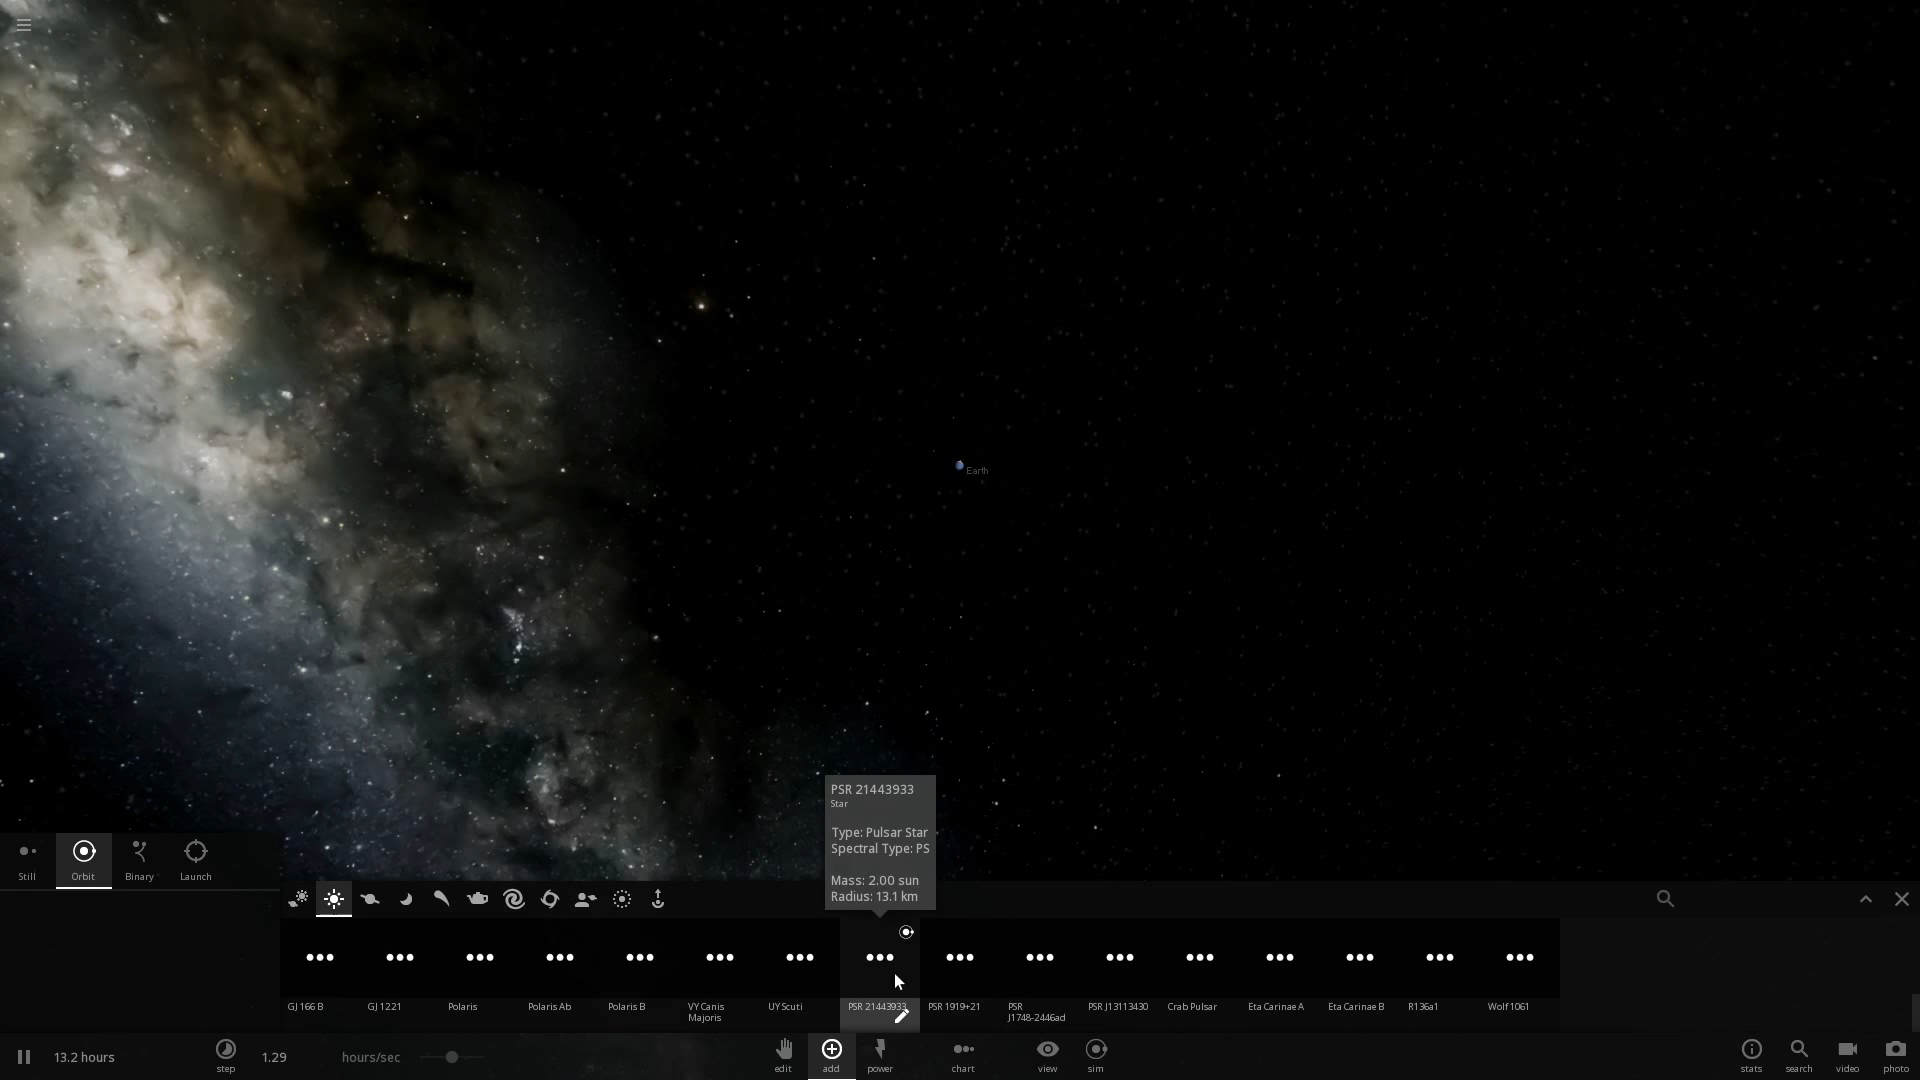 Earth
PSR 21443933
Star
Type: Pulsar Star
Spectral Type: PS
Mass: 2.00 sun
Radius: 13.1 km
Still
Orbit
Binary
Launch
GJ 166 B
GJ 1221
Polaris
Polaris Ab
Polaris B
VY Canis
Majoris
UY Scuti
PSR 21443933
PSR 1919+21
PSR
J1748-2446ad
PSR J13113430
Crab Pulsar
Eta Carinae A
Eta Carinae B
R136a1
Wolf 1061
13.2 hours
step
1.29
hours/sec
edit
add
power
chart
view
sim
stats
search
video
photo